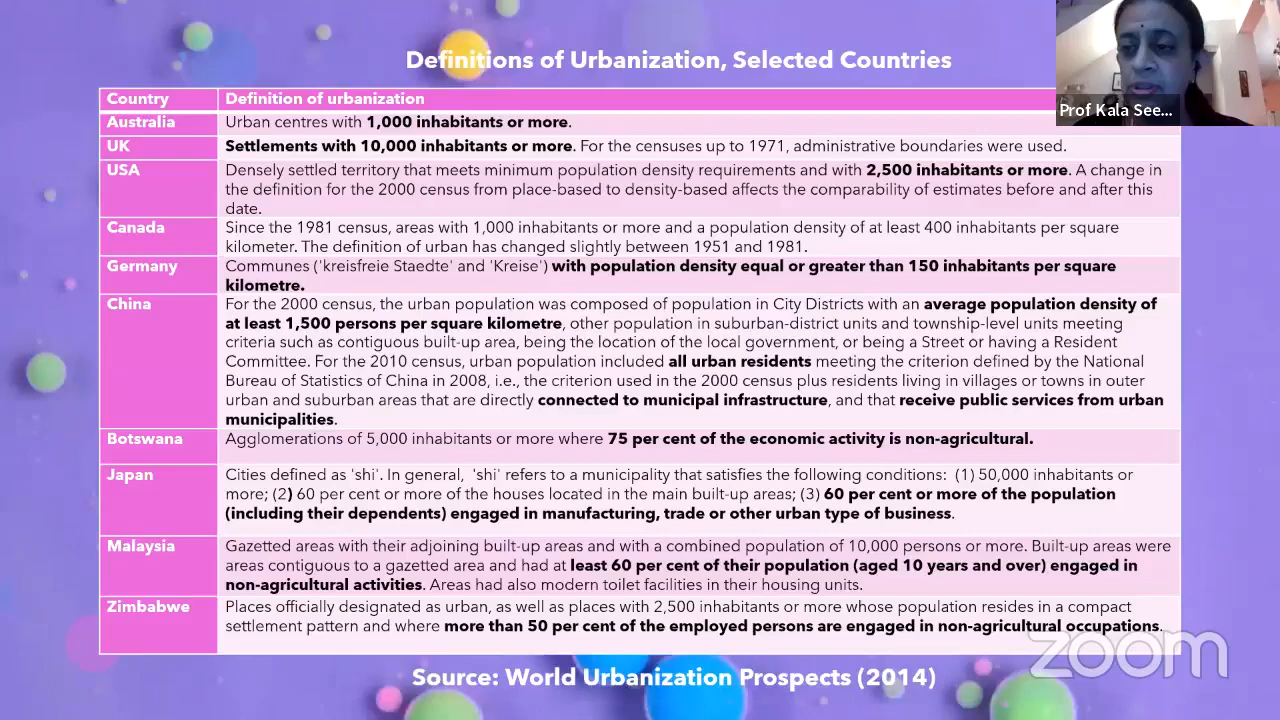 Definitions of Urbanization, Selected Countries
Prof Kala See...
Country Definition of urbanization
Australia Urban centres with 1,000 inhabitants or more.
UK Settlements with 10,000 inhabitants or more. For the censuses up to 1971, administrative boundaries were used.
USA Densely settled territory that meets minimum population density requirements and with 2,500 inhabitants or more. A change in
the definition for the 2000 census from place-based to density-based affects the comparability of estimates before and after this
date.
Canada Since the 1981 census, areas with 1,000 inhabitants or more and a population density of at least 400 inhabitants per square
kilometer. The definition of urban has changed slightly between 1951 and 1981.
Germany Communes ('kreisfreie Staedte' and 'Kreise') with population density equal or greater than 150 inhabitants per square
kilometre.
China For the 2000 census, the urban population was composed of population in City Districts with an average population density of
at least 1,500 persons per square kilometre, other population in suburban-district units and township-level units meeting
criteria such as contiguous built-up area, being the location of the local government, or being a Street or having a Resident
Committee. For the 2010 census, urban population included all urban residents meeting the criterion defined by the National
Bureau of Statistics of China in 2008, i.e., the criterion used in the 2000 census plus residents living in villages or towns in outer
urban and suburban areas that are directly connected to municipal infrastructure, and that receive public services from urban
municipalities.
Botswana Agglomerations of 5,000 inhabitants or more where 75 per cent of the economic activity is non-agricultural.
Japan Cities defined as 'shi'. In general, 'shi' refers to a municipality that satisfies the following conditions: (1) 50,000 inhabitants or
more; (2) 60 per cent or more of the houses located in the main built-up areas; (3) 60 per cent or more of the population
(including their dependents) engaged in manufacturing, trade or other urban type of business.
Malaysia Gazetted areas with their adjoining built-up areas and with a combined population of 10,000 persons or more. Built-up areas were
areas contiguous to a gazetted area and had at least 60 per cent of their population (aged 10 years and over) engaged in
non-agricultural activities. Areas had also modern toilet facilities in their housing units.
Zimbabwe Places officially designated as urban, as well as places with 2,500 inhabitants or more whose population resides in a compact
settlement pattern and where more than 50 per cent of the employed persons are engaged in non-agricultural occupations.
zoom
Source: World Urbanization Prospects (2014)